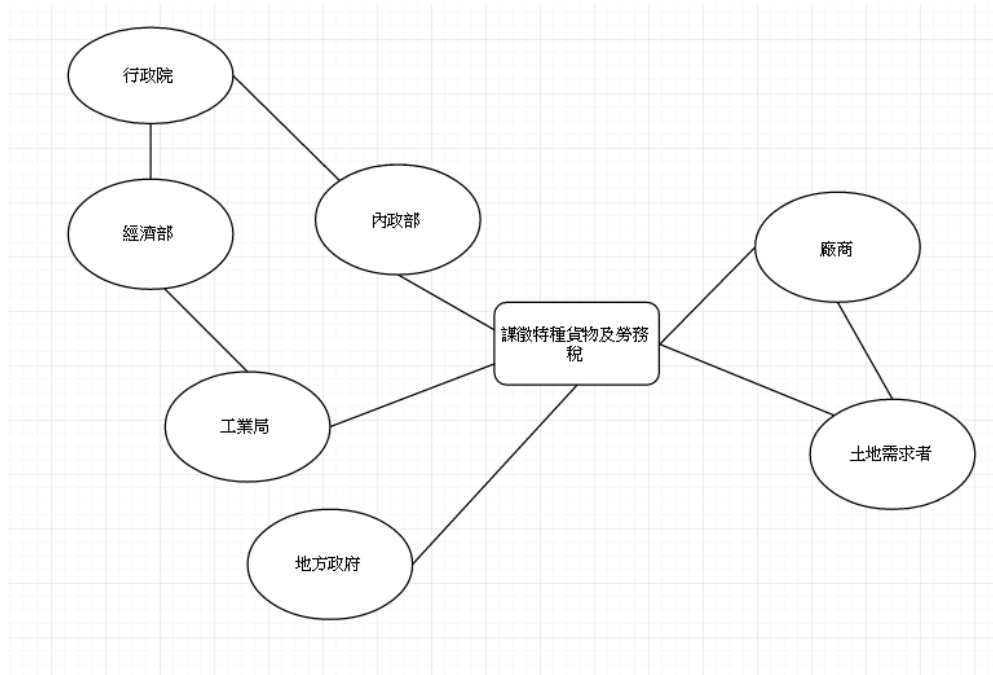 行政院
內政部
經濟部
廠商
課徵特種貨物及勞務
稅
工業局
土地需求者
地方政府